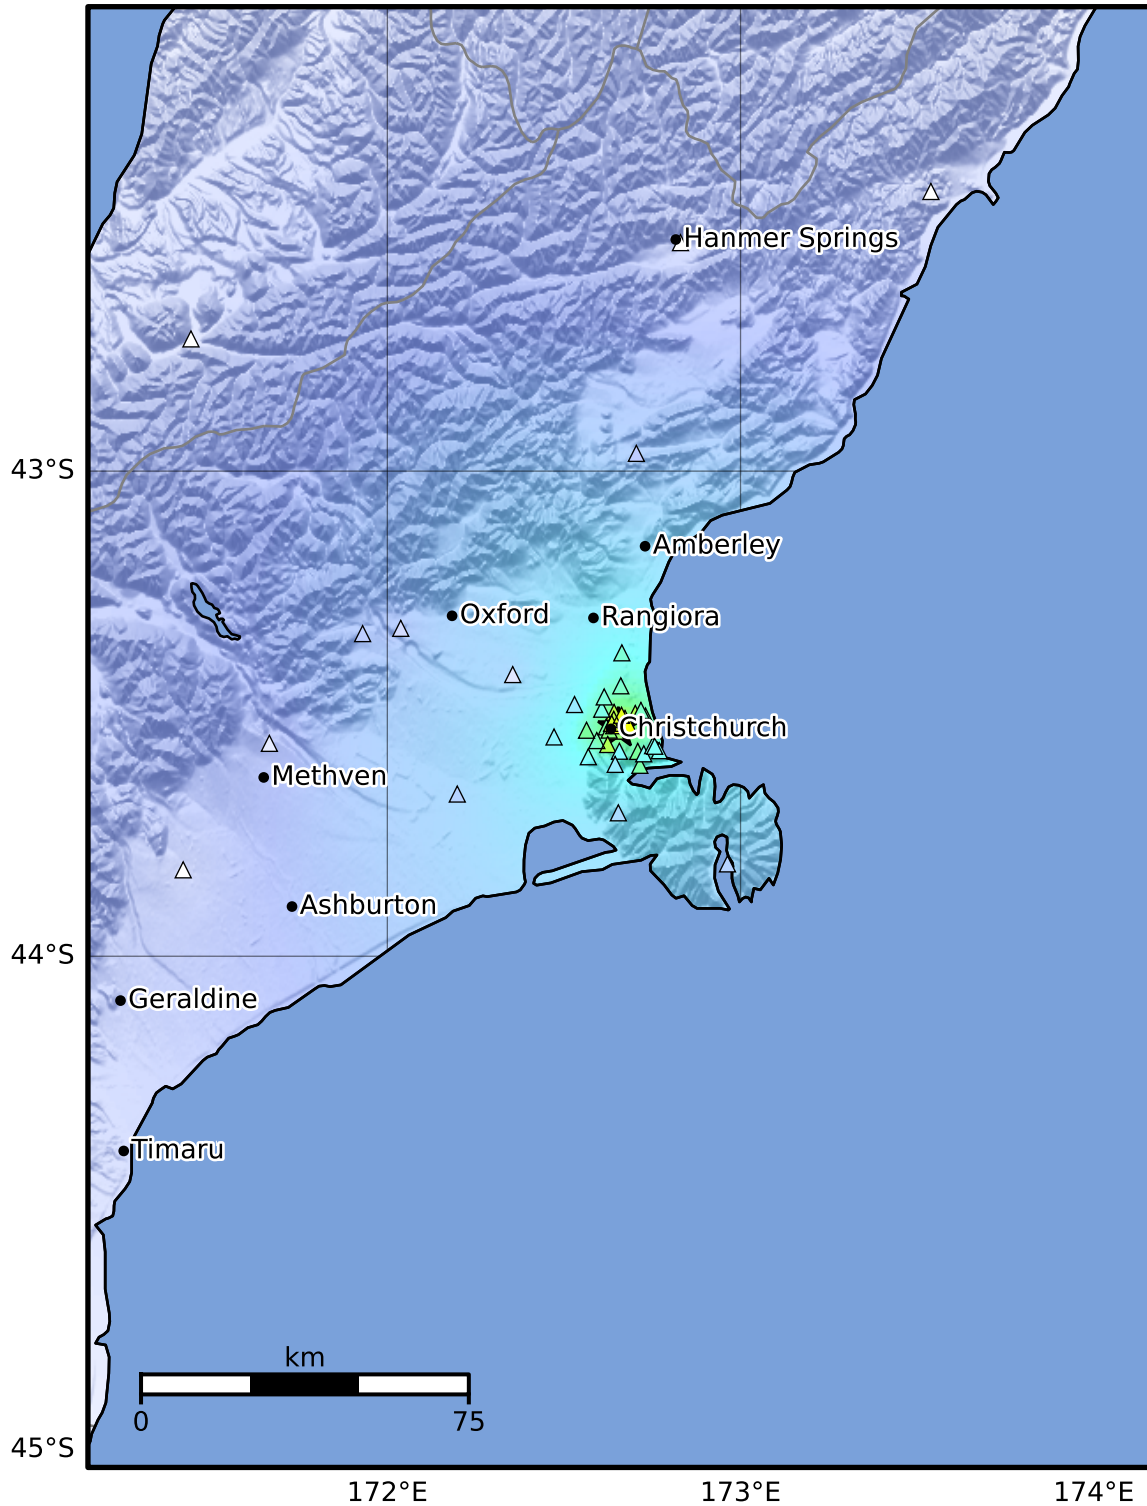 Hanmer Springs
43°S
Amberley
Oxford
Rangiora
Christchurch
Methven
Ashburton
44°S
Geraldine
Timaru
km
0
75
45°S
172°E
173°E
174°E